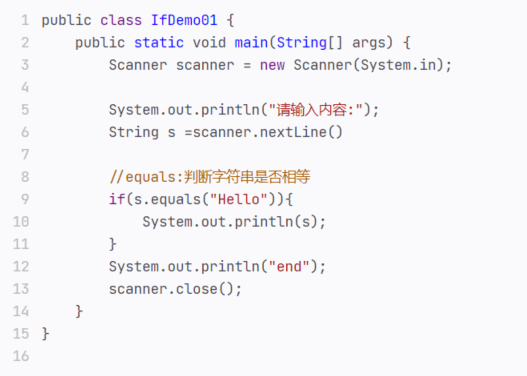 1 public class IfDemo01 {
2     public static void main(String[] args) {
3         Scanner scanner = new Scanner(System.in);
4
5         System.out.println("请输入内容:");
6         String s =scanner.nextLine()
7
8         //equals:判断字符串是否相等
9         if(s.equals("Hello")){
10             System.out.println(s);
11         }
12         System.out.println("end");
13         scanner.close();
14     }
15 }
16